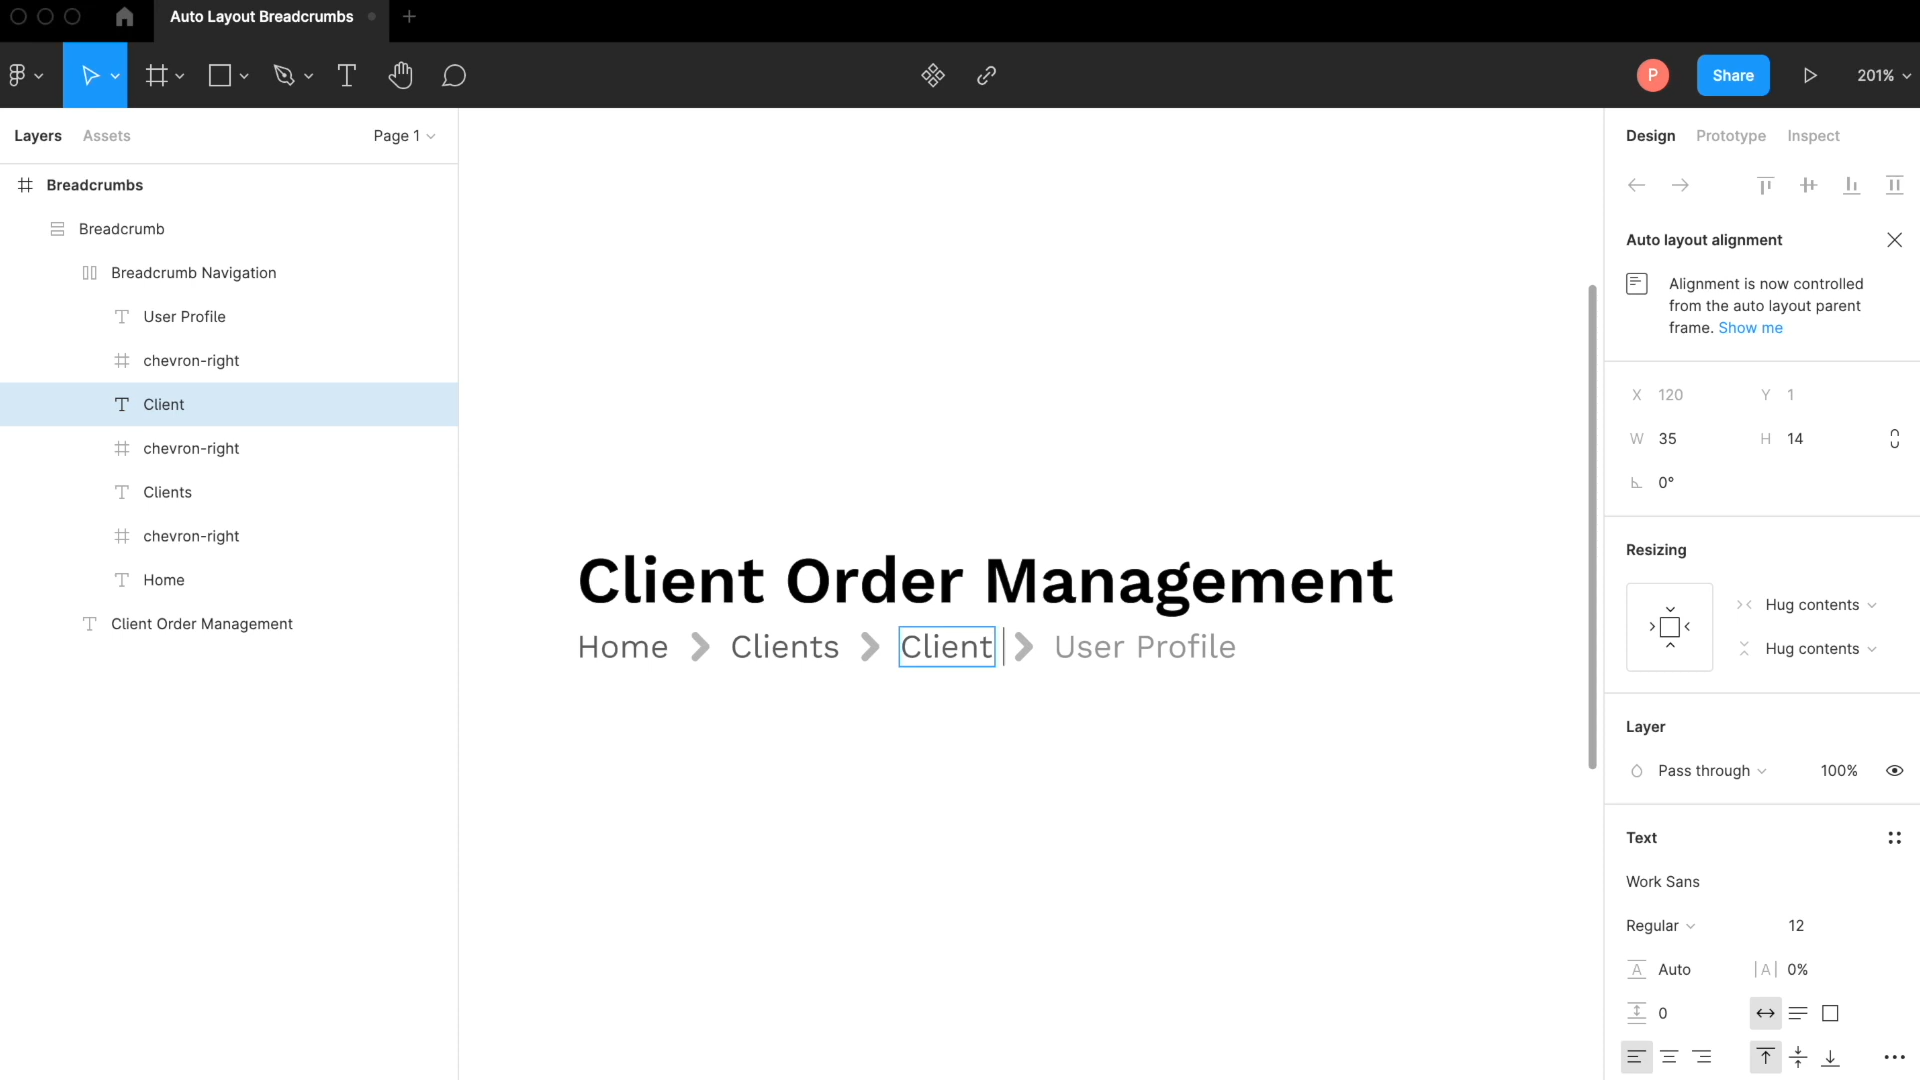 Auto Layout Breadcrumbs
P
Share
201%
Layers
Assets
Page 1
Breadcrumbs
Breadcrumb
Breadcrumb Navigation
User Profile
chevron-right
Client
chevron-right
Clients
chevron-right
Home
Client Order Management
Client Order Management
Home
Clients
Client
User Profile
Design
Prototype
Inspect
Auto layout alignment
Alignment is now controlled
from the auto layout parent
frame. Show me
X 120
Y 1
W 35
H 14
0°
Resizing
Hug contents
Hug contents
Layer
Pass through
100%
Text
Work Sans
Regular
12
A Auto
|A| 0%
0